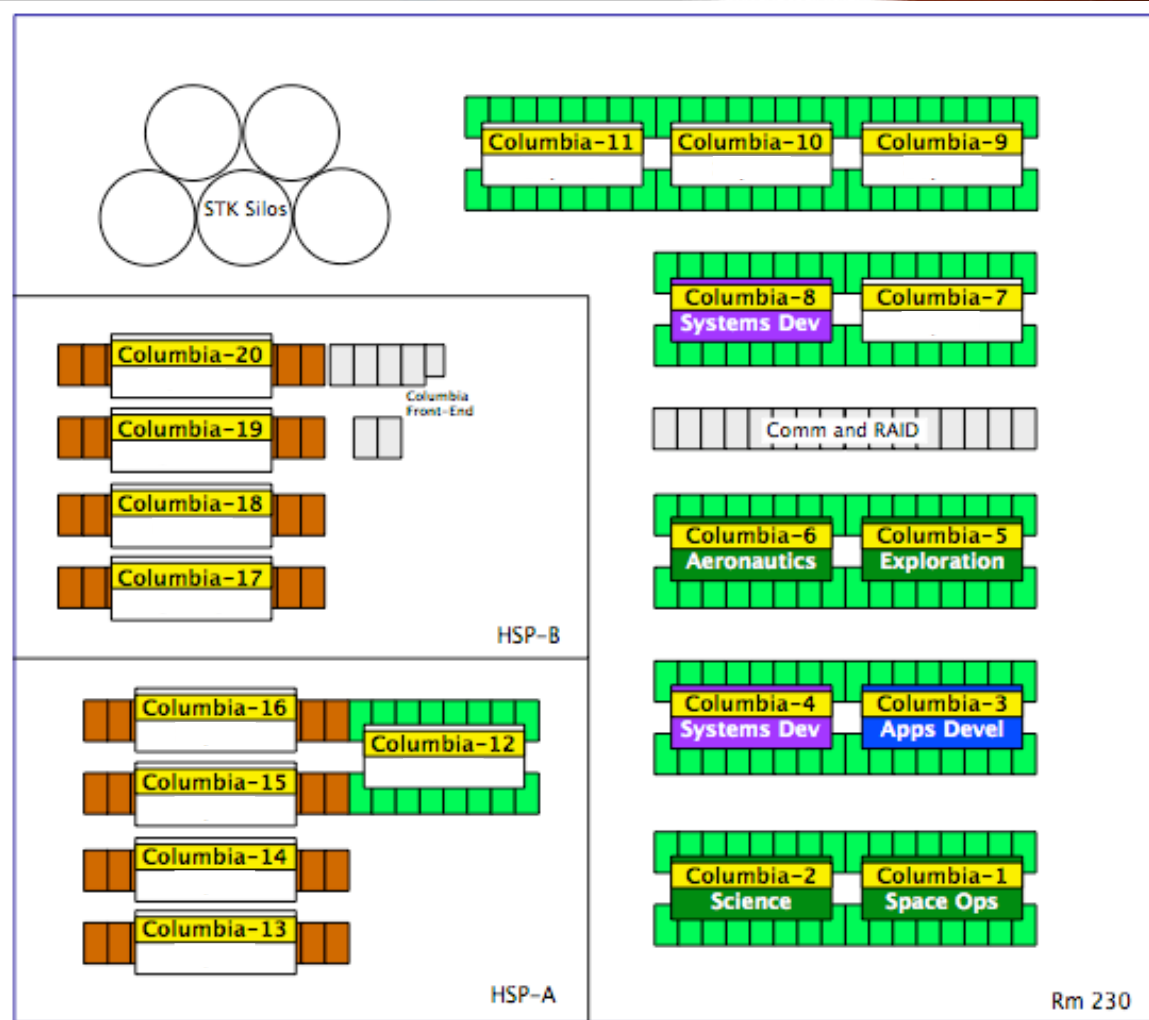 Columbia-11
Columbia-10
Columbia-9
STK Silos
Columbia-8
Systems Dev
Columbia-7
Columbia-20
Columbia
Front-End
Columbia-19
Comm and RAID
Columbia-18
Columbia-17
HSP-B
Columbia-6
Aeronautics
Columbia-5
Exploration
Columbia-16
Columbia-12
Columbia-15
Columbia-14
Columbia-13
HSP-A
Columbia-4
Systems Dev
Columbia-3
Apps Devel
Columbia-2
Science
Columbia-1
Space Ops
Rm 230